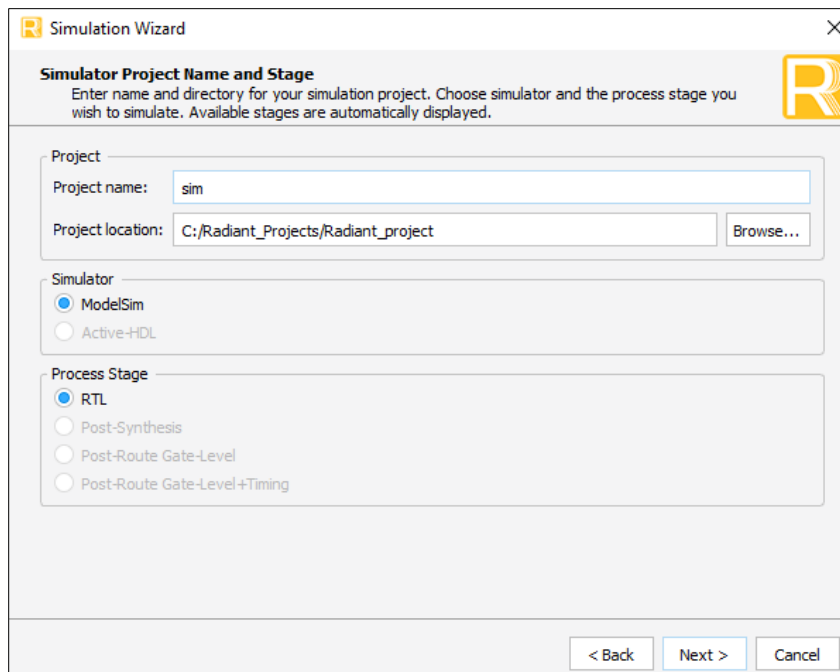 Simulation Wizard
Simulator Project Name and Stage
Enter name and directory for your simulation project. Choose simulator and the process stage you
wish to simulate. Available stages are automatically displayed.
Project
Project name: sim
Project location: C:/Radiant_Projects/Radiant_project Browse...
Simulator
ModelSim
Active-HDL
Process Stage
RTL
Post-Synthesis
Post-Route Gate-Level
Post-Route Gate-Level+Timing
< Back Next > Cancel